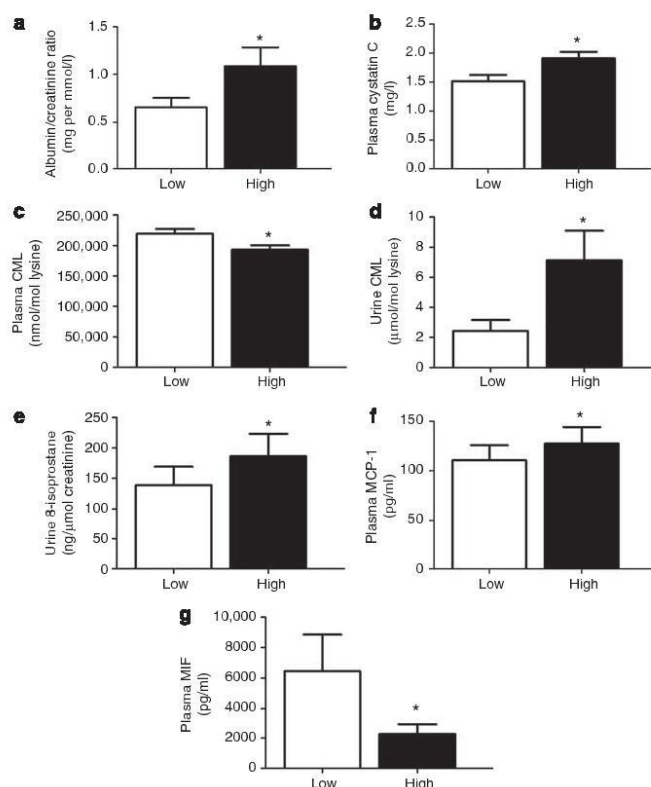 a
Albumin/creatinine ratio
(mg per mmol/l)
1.5
1.0
0.5
0.0
*
Low High
b
Plasma cystatin C
(mg/l)
2.5
2.0
1.5
1.0
0.5
0.0
*
Low High
c
Plasma CML
(nmol/mol lysine)
250,000
200,000
150,000
100,000
50,000
0
*
Low High
d
Urine CML
(μmol/mol lysine)
10
8
6
4
2
0
*
Low High
e
Urine 8-isoprostane
(ng/μmol creatinine)
250
200
150
100
50
0
*
Low High
f
Plasma MCP-1
(pg/ml)
150
100
50
0
*
Low High
g
Plasma MIF
(pg/ml)
10,000
8000
6000
4000
2000
0
*
Low High